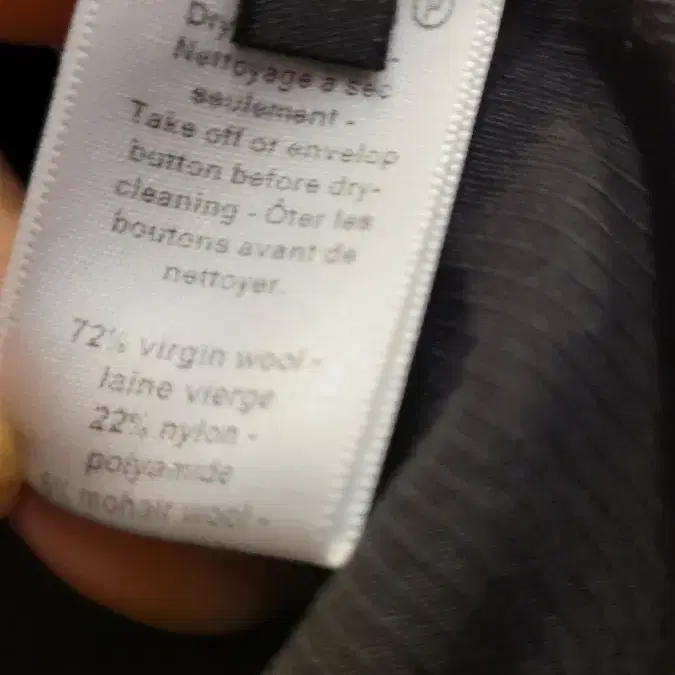 Dry
Nettoyage a sec
seulement -
Take off or envelop
button before dry-
cleaning - Ôter les
boutons avant de
nettoyer.
72% virgin wool -
laine vierge
22% nylon -
polyamide
mohair wool -